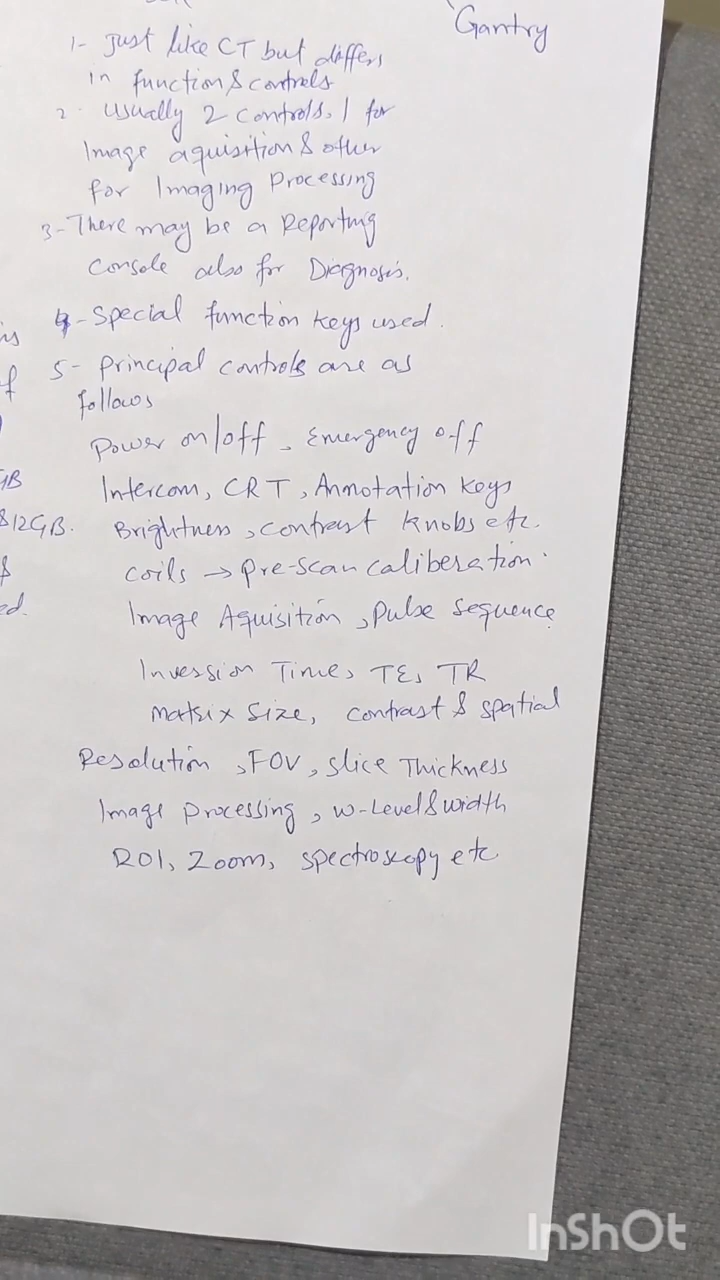 Gantry
1- Just like CT but differs
in function & controls
2- Usually 2 controls, 1 for
Image aquisition & other
for Imaging Processing
3- There may be a Reporting
Console also for Diagnosis.
4- Special function keys used.
5- Principal controls are as
follows
Power on/off, Emergency off
Intercom, CRT, Annotation Keys
Brightness, contrast Knobs etc.
GB
&12GB.
coils → Pre-scan caliberation.
ed.
Image Aquisition, Pulse sequence
Inversion Time, TE, TR
Matrix Size, contrast & spatial
Resolution, FOV, Slice Thickness
Image Processing, w-Level & width
ROI, Zoom, spectroscopy etc
InShOt